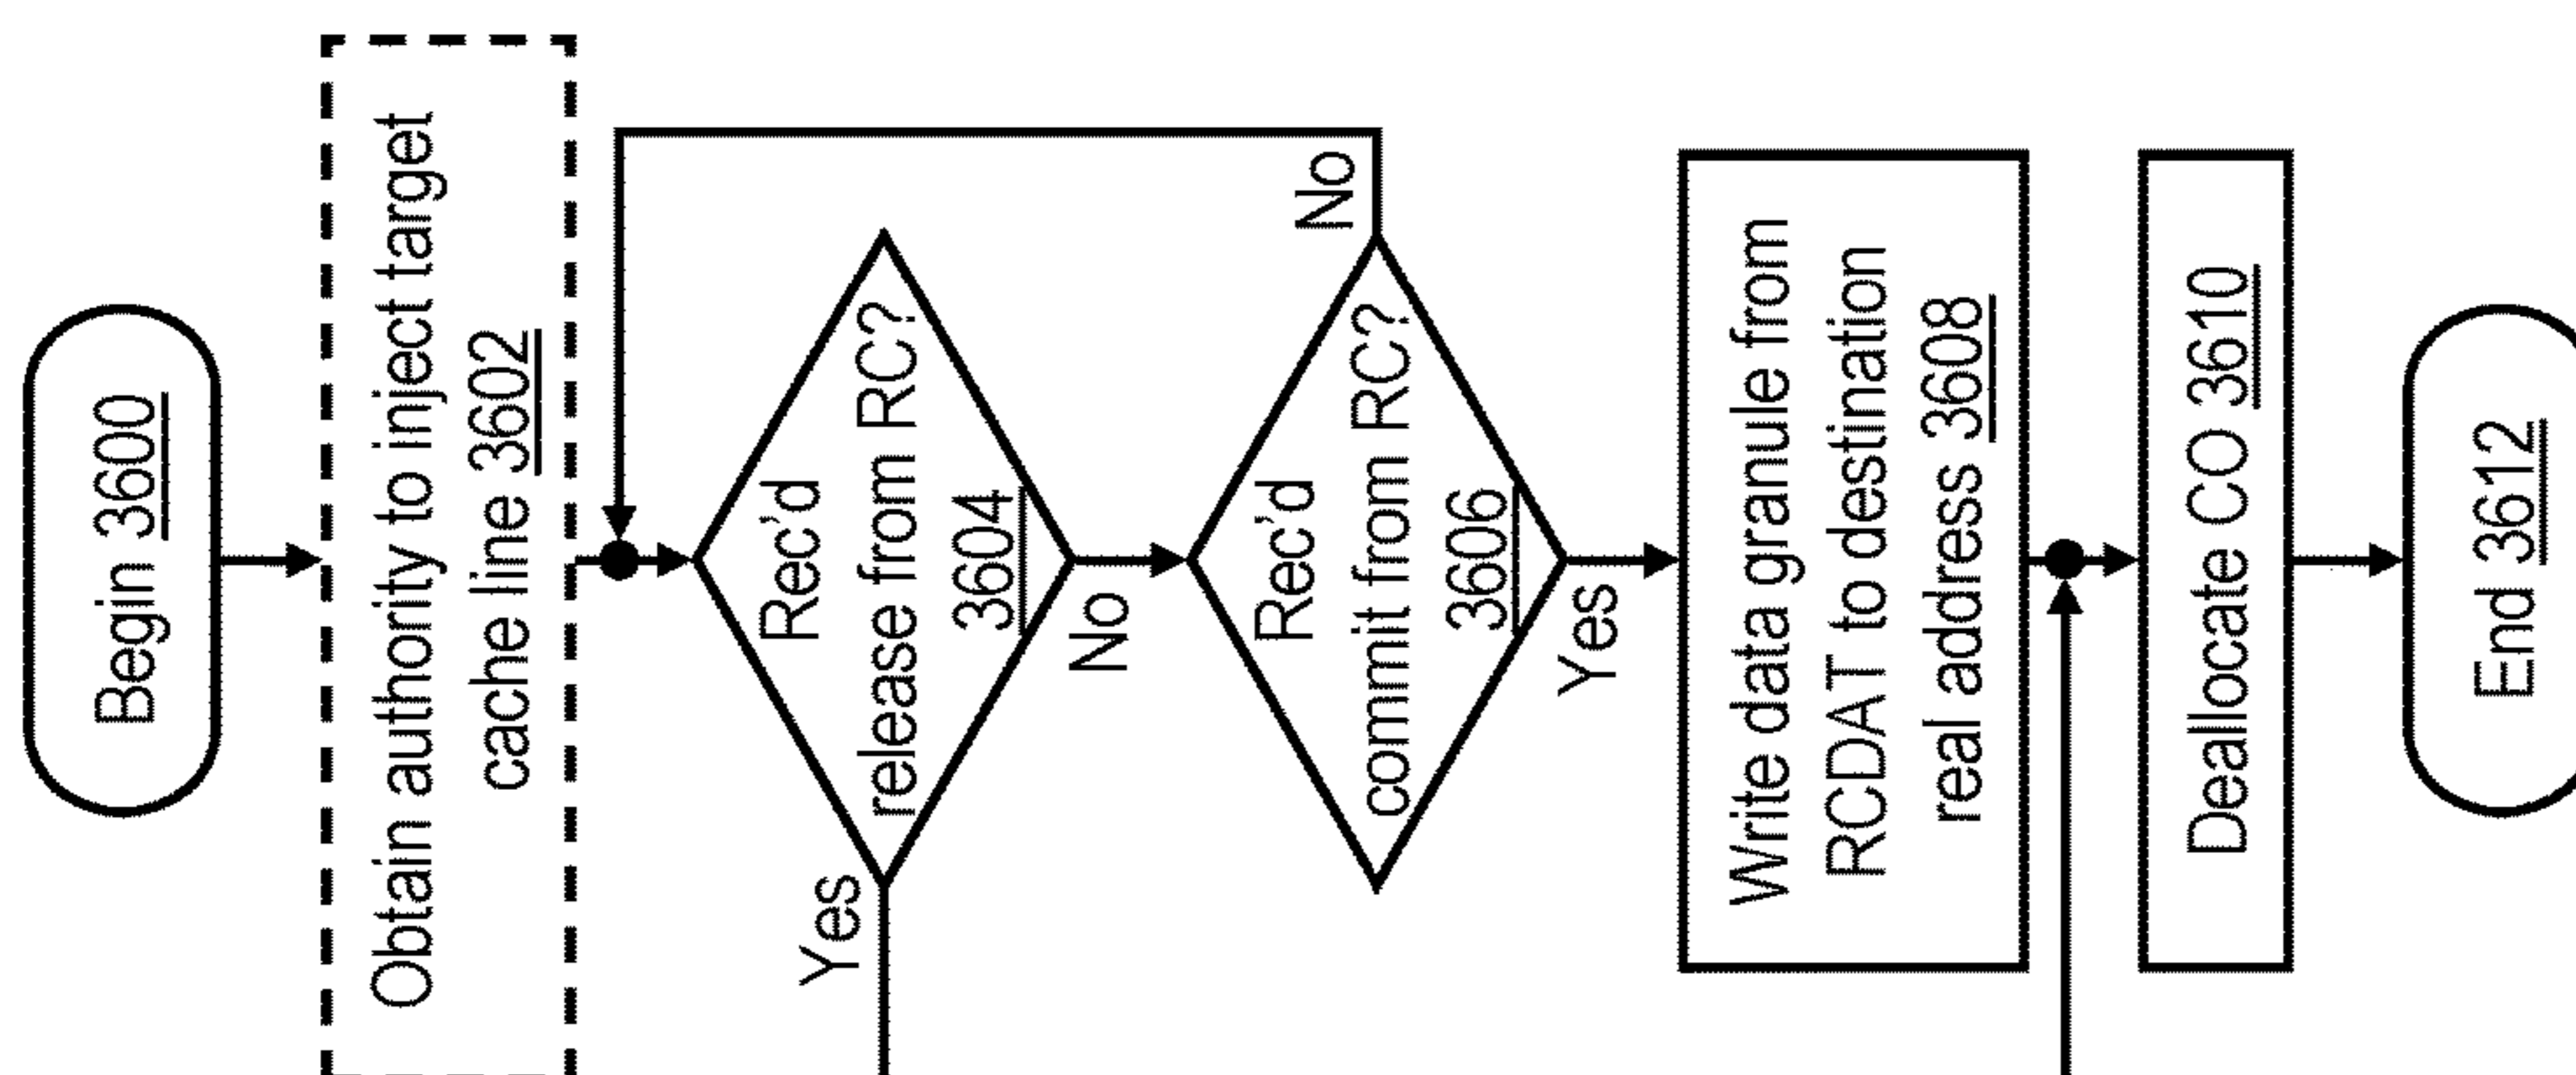 Begin 3600
Obtain authority to inject target
cache line 3602
Rec'd
release from RC?
3604
Yes
No
Rec'd
commit from RC?
3606
No
Yes
Write data granule from
RCDAT to destination
real address 3608
Deallocate CO 3610
End 3612